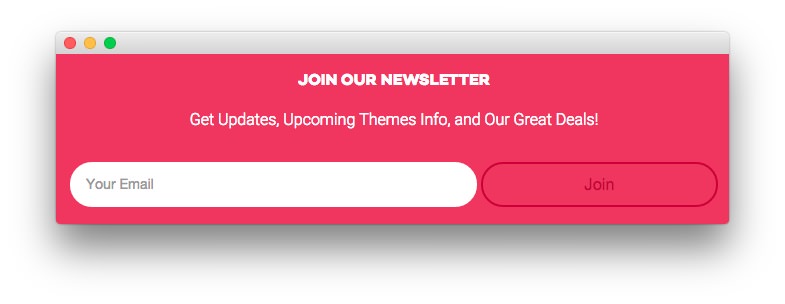 JOIN OUR NEWSLETTER
Get Updates, Upcoming Themes Info, and Our Great Deals!
Your Email
Join